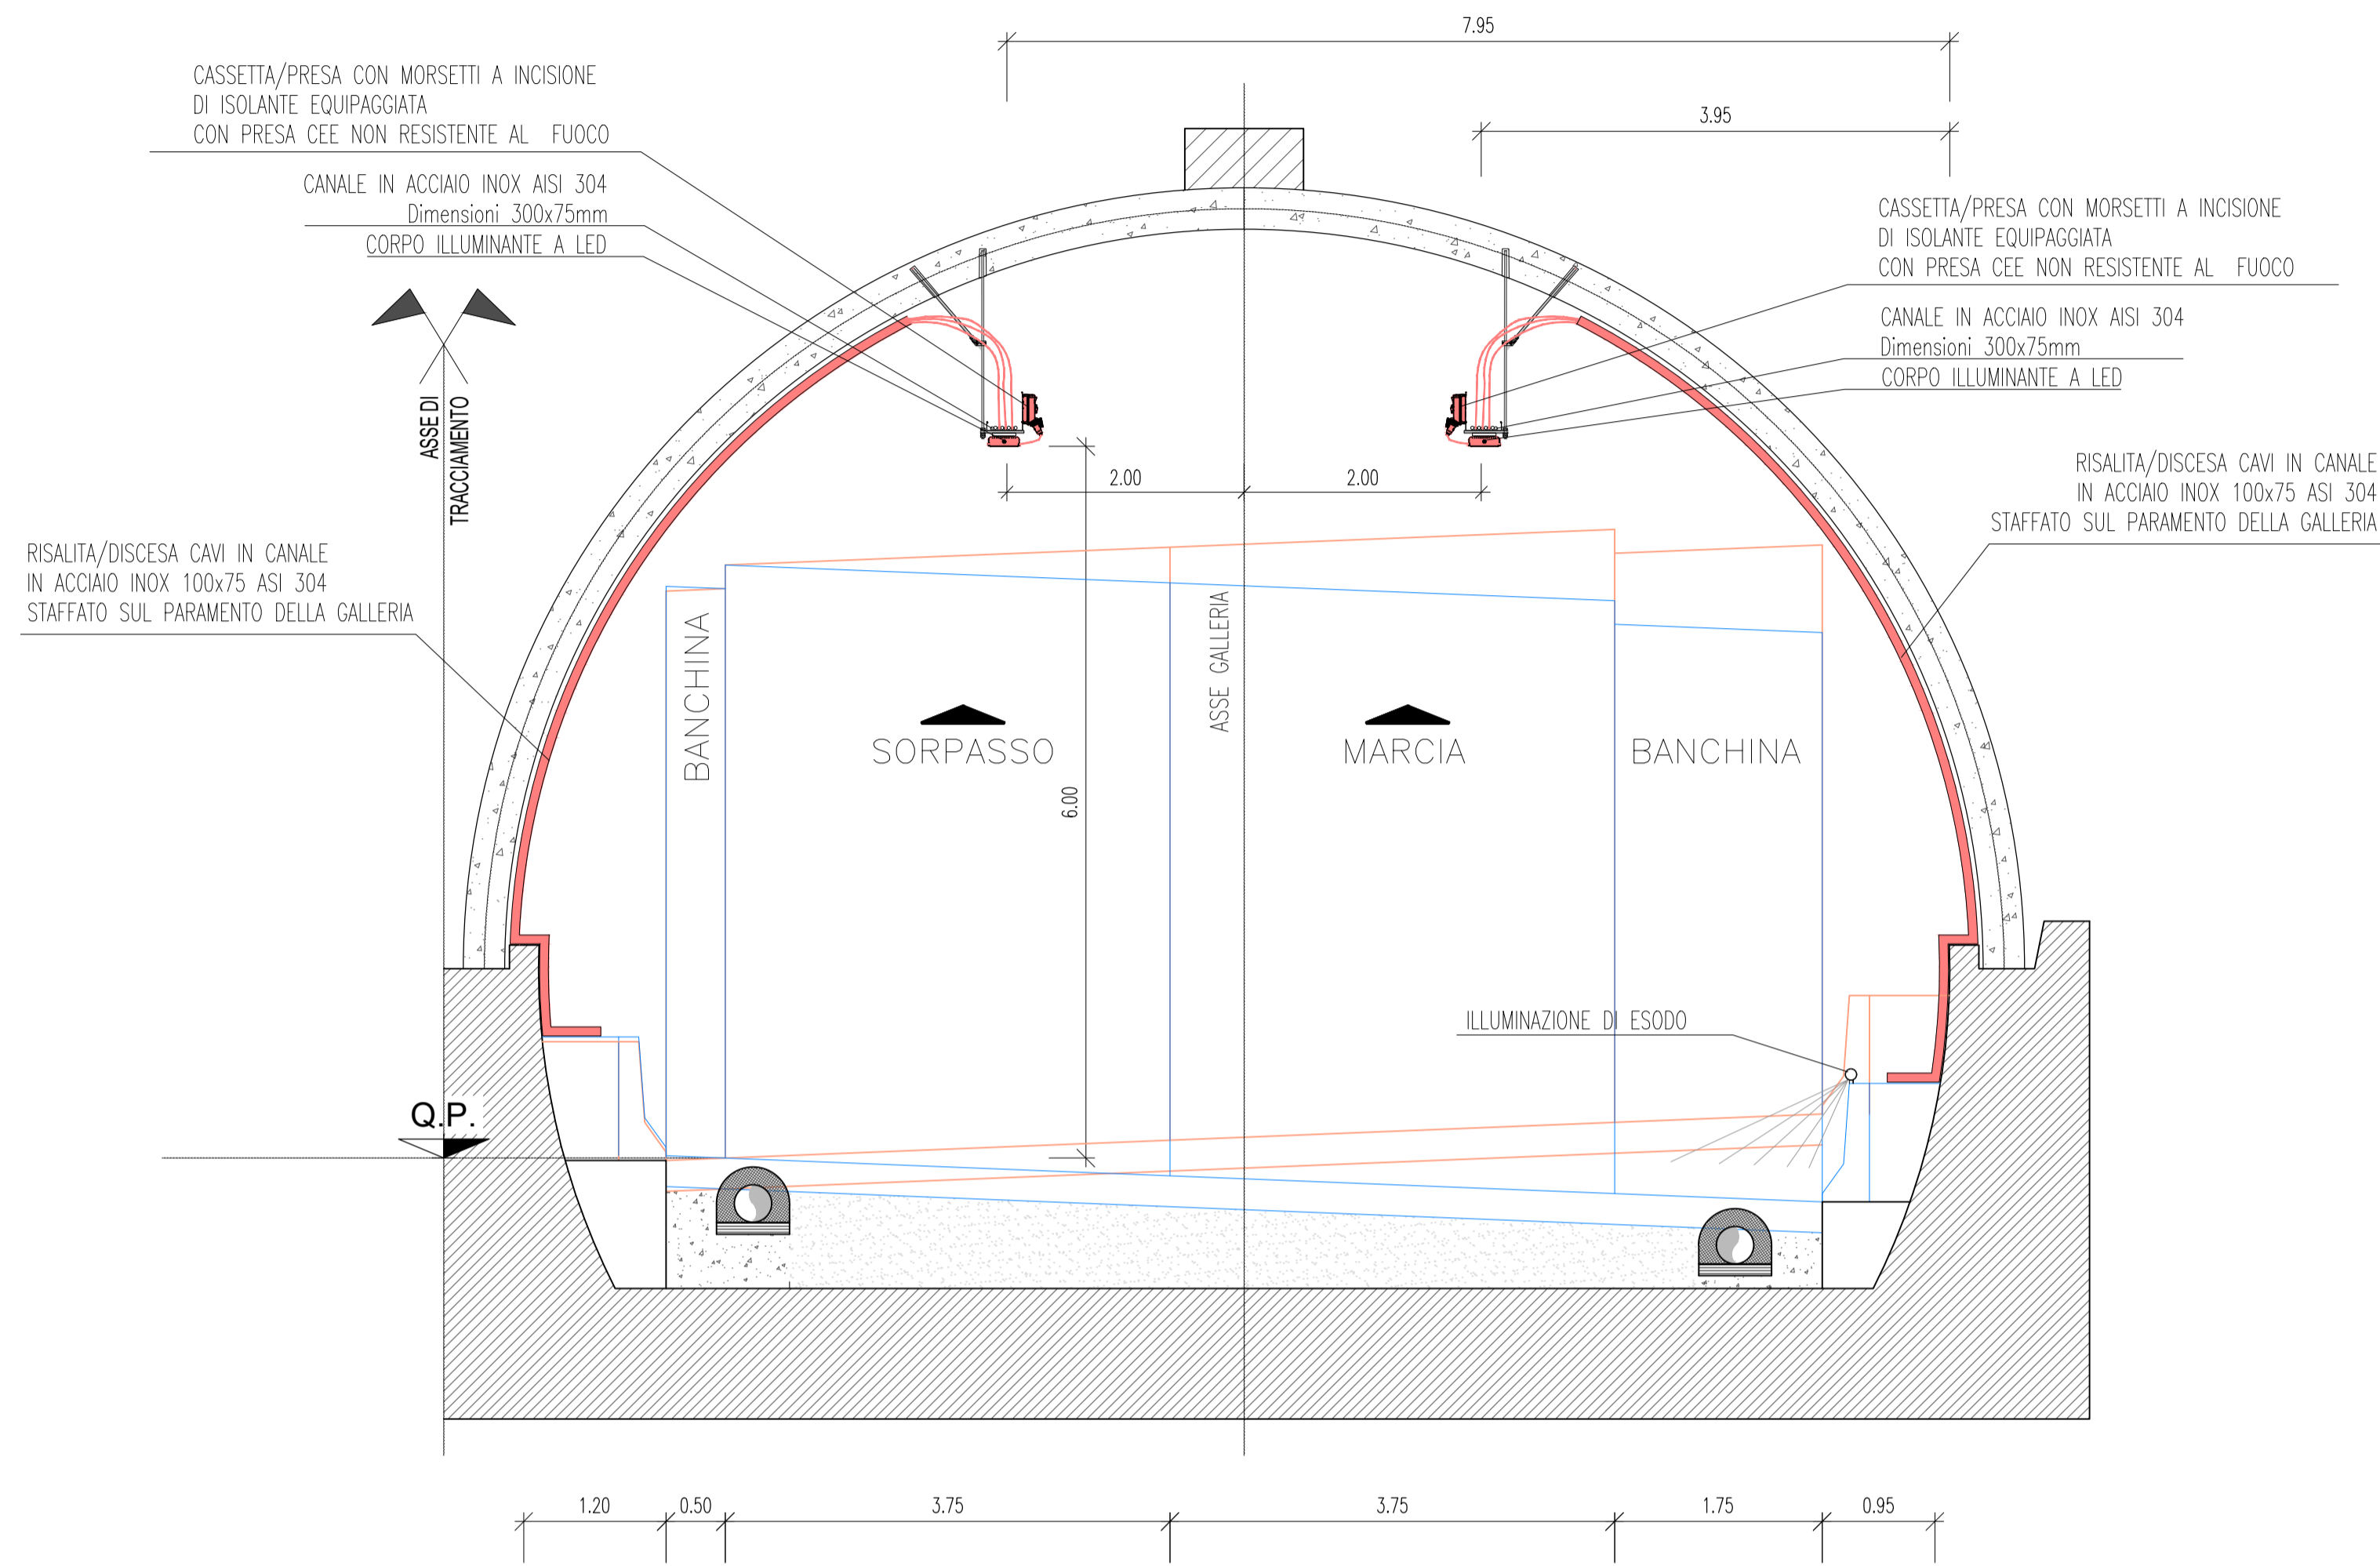 7.95
3.95
CASSETTA/PRESA CON MORSETTI A INCISIONE
DI ISOLANTE EQUIPAGGIATA
CON PRESA CEE NON RESISTENTE AL FUOCO
CANALE IN ACCIAIO INOX AISI 304
Dimensioni 300x75mm
CORPO ILLUMINANTE A LED
CASSETTA/PRESA CON MORSETTI A INCISIONE
DI ISOLANTE EQUIPAGGIATA
CON PRESA CEE NON RESISTENTE AL FUOCO
CANALE IN ACCIAIO INOX AISI 304
Dimensioni 300x75mm
CORPO ILLUMINANTE A LED
ASSE DI
TRACCIAMENTO
2.00
2.00
RISALITA/DISCESA CAVI IN CANALE
IN ACCIAIO INOX 100x75 ASI 304
STAFFATO SUL PARAMENTO DELLA GALLERIA
RISALITA/DISCESA CAVI IN CANALE
IN ACCIAIO INOX 100x75 ASI 304
STAFFATO SUL PARAMENTO DELLA GALLERIA
BANCHINA
SORPASSO
ASSE GALLERIA
MARCIA
BANCHINA
6.00
ILLUMINAZIONE DI ESODO
Q.P.
1.20
0.50
3.75
3.75
1.75
0.95